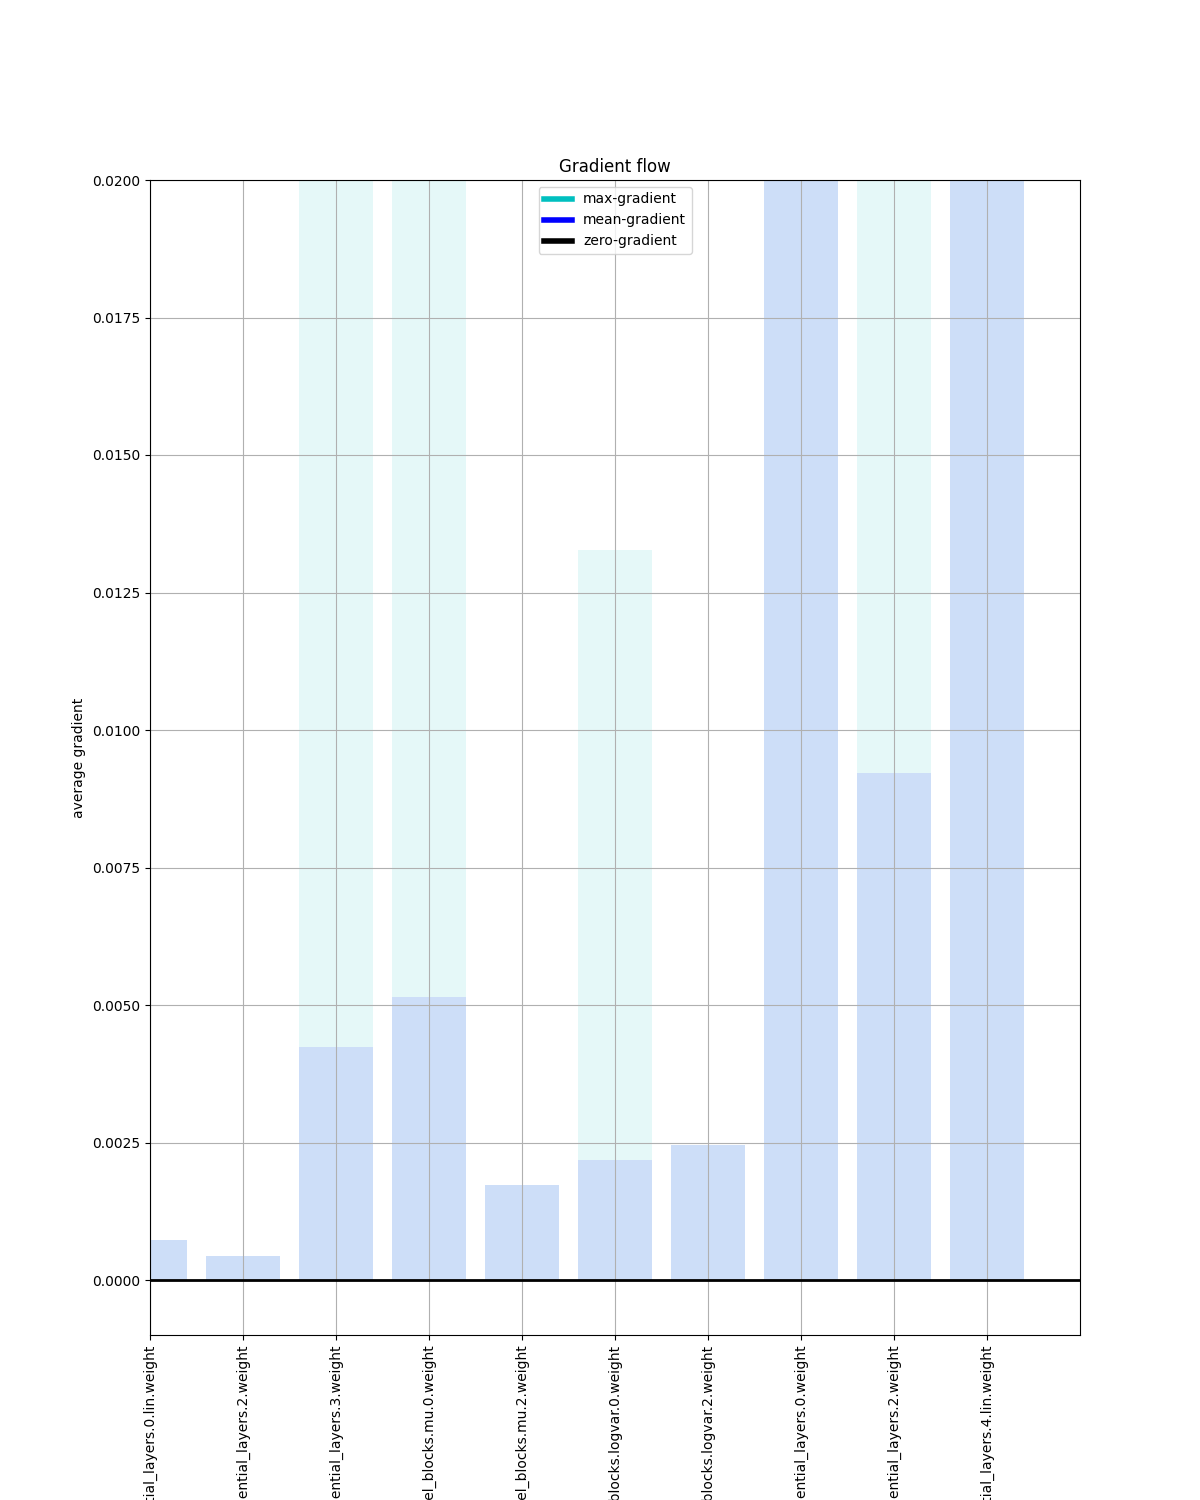 Gradient flow
max-gradient
mean-gradient
zero-gradient
0.0200
0.0175
0.0150
0.0125
0.0100
0.0075
0.0050
0.0025
0.0000
average gradient
tial_layers.0.lin.weight
ential_layers.2.weight
ential_layers.3.weight
el_blocks.mu.0.weight
el_blocks.mu.2.weight
blocks.logvar.0.weight
blocks.logvar.2.weight
ential_layers.0.weight
ential_layers.2.weight
tial_layers.4.lin.weight